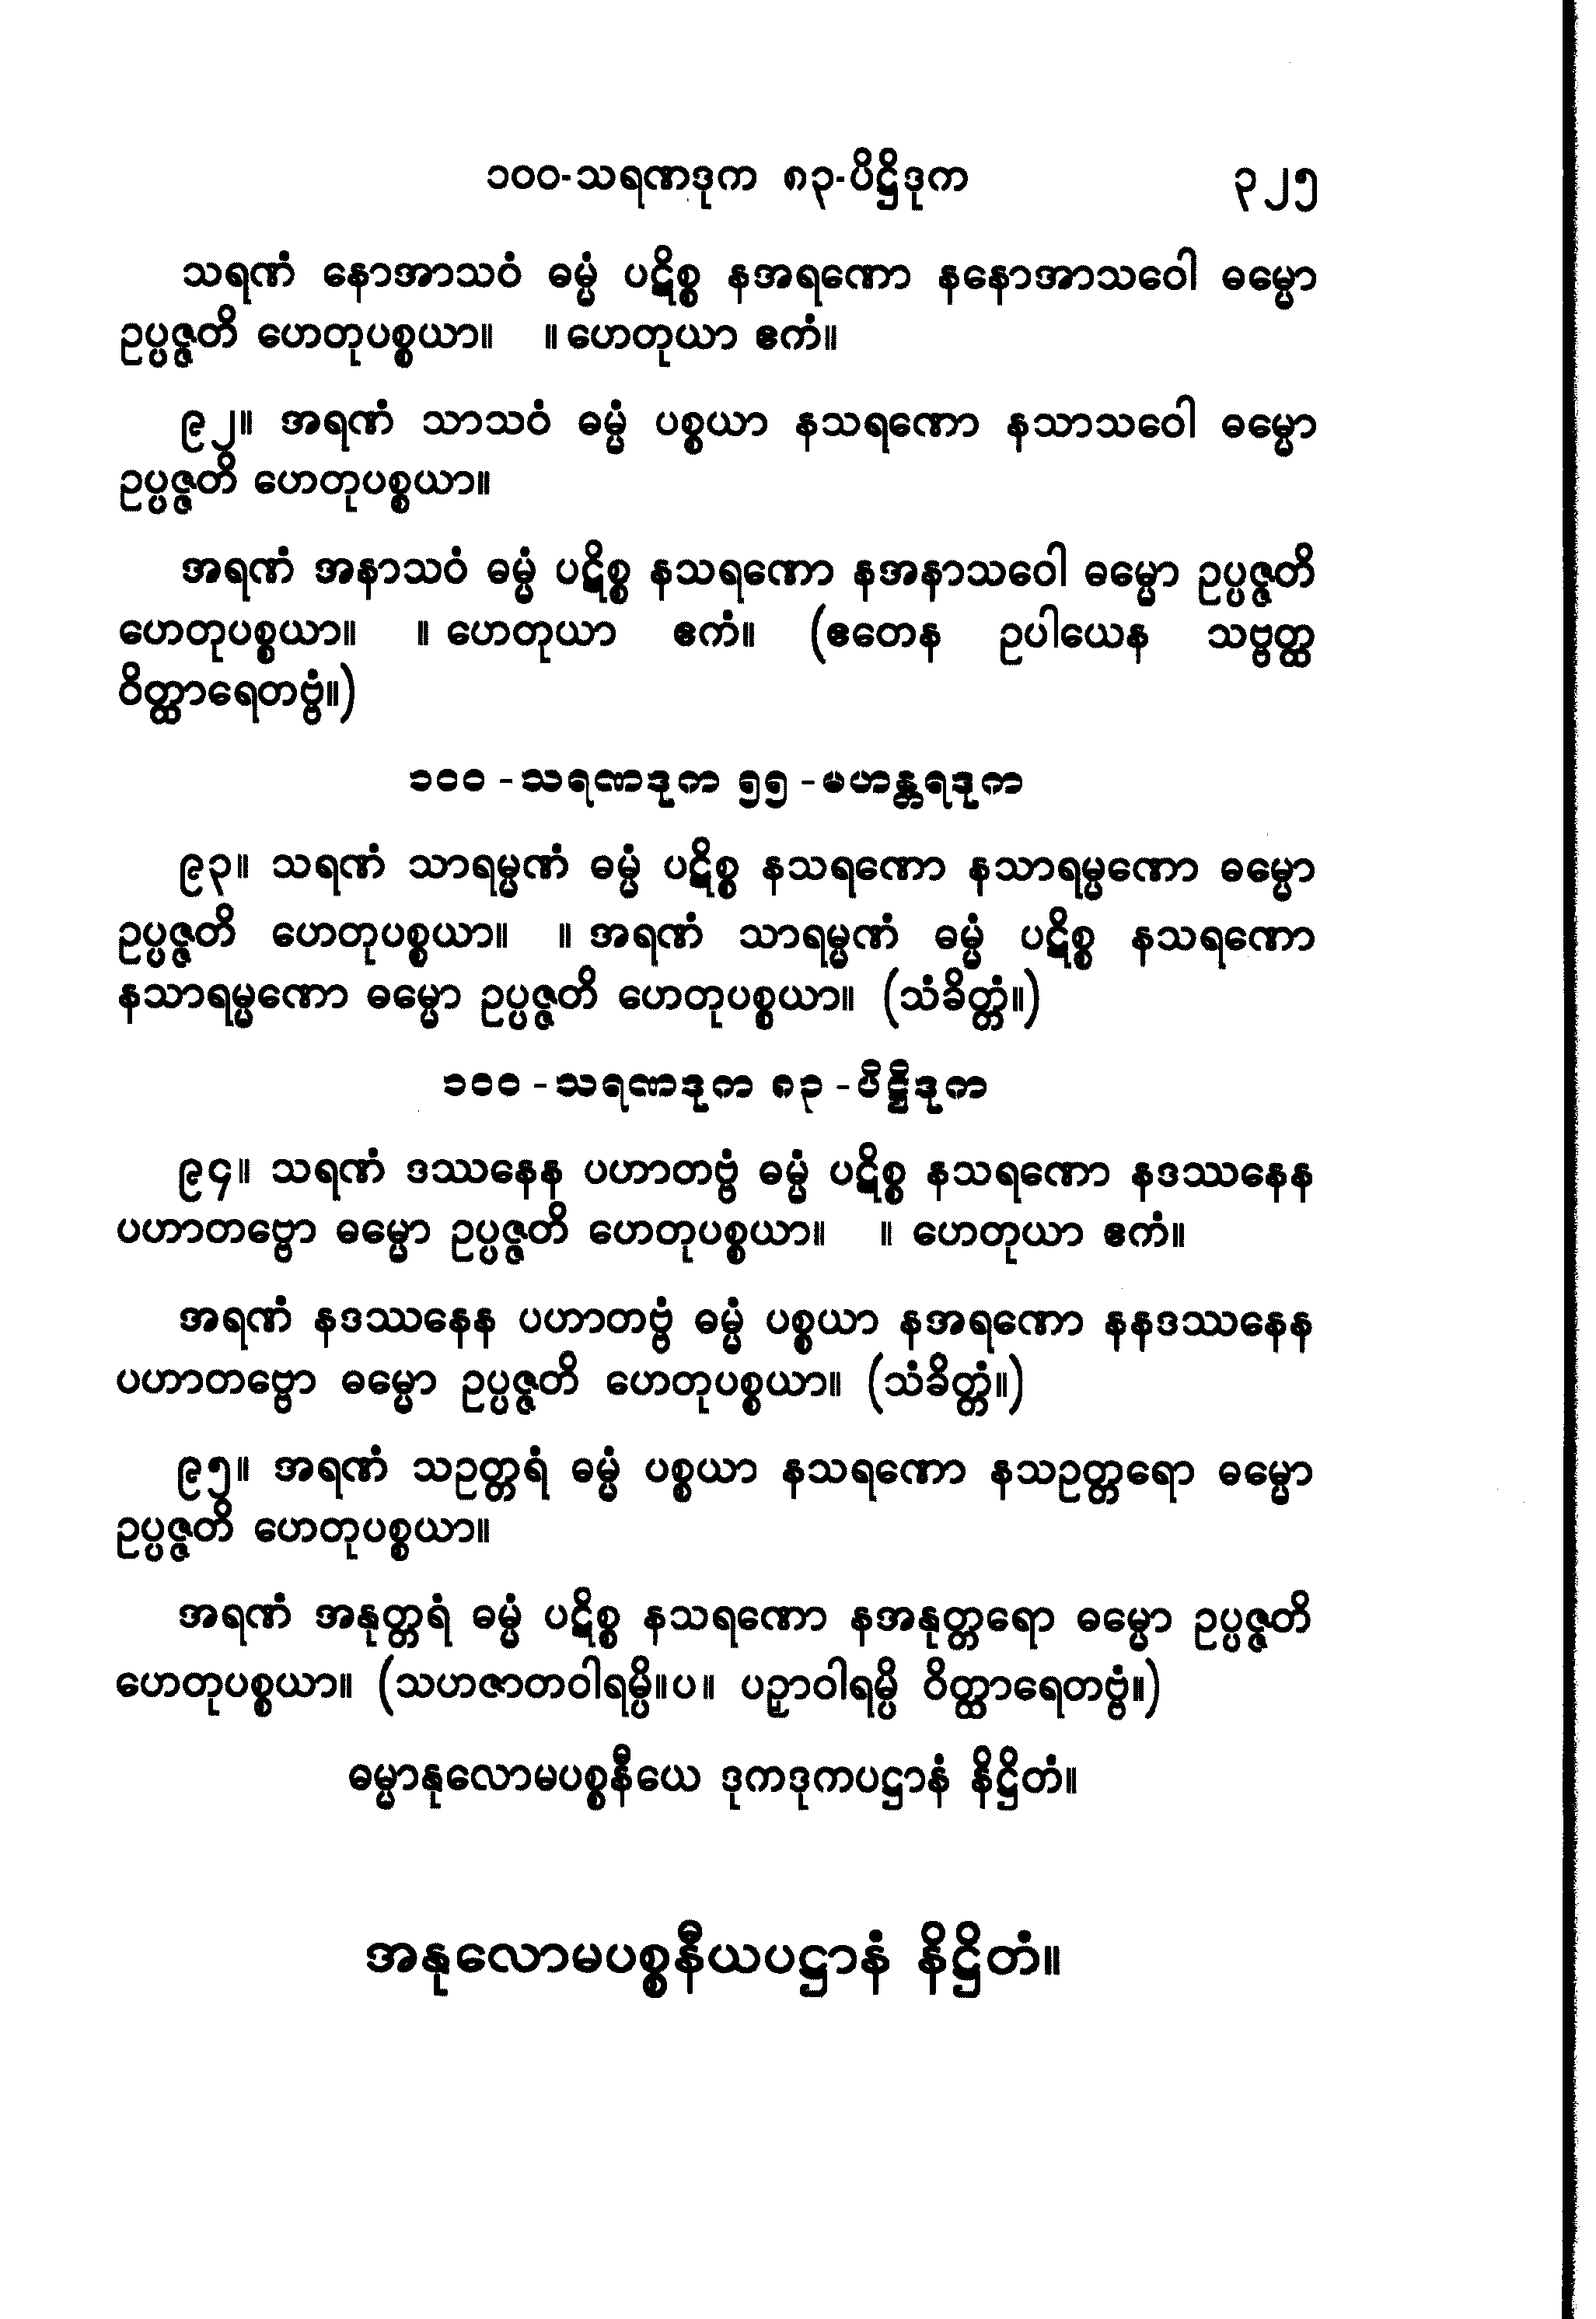 ၁၀၀-သရဏဒုက ၈၃-ပိဋ္ဌိဒုက ၃၂၅
သရဏံ နောအာသဝံ ဓမ္မံ ပဋိစ္စ နအရဏော နနောအာသဝေါ ဓမ္မော
ဥပ္ပဇ္ဇတိ ဟေတုပစ္စယာ။ ။ ဟေတုယာ ဧကံ။
၉၂။ အရဏံ သာသဝံ ဓမ္မံ ပစ္စယာ နသရဏော နသာသဝေါ ဓမ္မော
ဥပ္ပဇ္ဇတိ ဟေတုပစ္စယာ။
အရဏံ အနာသဝံ ဓမ္မံ ပဋိစ္စ နသရဏော နအနာသဝေါ ဓမ္မော ဥပ္ပဇ္ဇတိ
ဟေတုပစ္စယာ။ ။ ဟေတုယာ ဧကံ။ (ဧတေန ဥပါယေန သဗ္ဗတ္ထ
ဝိတ္ထာရေတဗ္ဗံ။)
၁၀၀ - သရဏဒုက ၅၅ - မဟန္တရဒုက
၉၃။ သရဏံ သာရမ္မဏံ ဓမ္မံ ပဋိစ္စ နသရဏော နသာရမ္မဏော ဓမ္မော
ဥပ္ပဇ္ဇတိ ဟေတုပစ္စယာ။ ။ အရဏံ သာရမ္မဏံ ဓမ္မံ ပဋိစ္စ နသရဏော
နသာရမ္မဏော ဓမ္မော ဥပ္ပဇ္ဇတိ ဟေတုပစ္စယာ။ (သံခိတ္တံ။)
၁၀၀ - သရဏဒုက ၈၃ - ပိဋ္ဌိဒုက
၉၄။ သရဏံ ဒဿနေန ပဟာတဗ္ဗံ ဓမ္မံ ပဋိစ္စ နသရဏော နဒဿနေန
ပဟာတဗ္ဗော ဓမ္မော ဥပ္ပဇ္ဇတိ ဟေတုပစ္စယာ။ ။ ဟေတုယာ ဧကံ။
အရဏံ နဒဿနေန ပဟာတဗ္ဗံ ဓမ္မံ ပစ္စယာ နအရဏော နနဒဿနေန
ပဟာတဗ္ဗော ဓမ္မော ဥပ္ပဇ္ဇတိ ဟေတုပစ္စယာ။ (သံခိတ္တံ။)
၉၅။ အရဏံ သဥတ္တရံ ဓမ္မံ ပစ္စယာ နသရဏော နသဥတ္တရော ဓမ္မော
ဥပ္ပဇ္ဇတိ ဟေတုပစ္စယာ။
အရဏံ အနုတ္တရံ ဓမ္မံ ပဋိစ္စ နသရဏော နအနုတ္တရော ဓမ္မော ဥပ္ပဇ္ဇတိ
ဟေတုပစ္စယာ။ (သဟဇာတဝါရမ္ပိ။ပ။ ပဉှာဝါရမ္ပိ ဝိတ္ထာရေတဗ္ဗံ။)
ဓမ္မာနုလောမပစ္စနီယေ ဒုကဒုကပဋ္ဌာနံ နိဋ္ဌိတံ။
အနုလောမပစ္စနီယပဋ္ဌာနံ နိဋ္ဌိတံ။